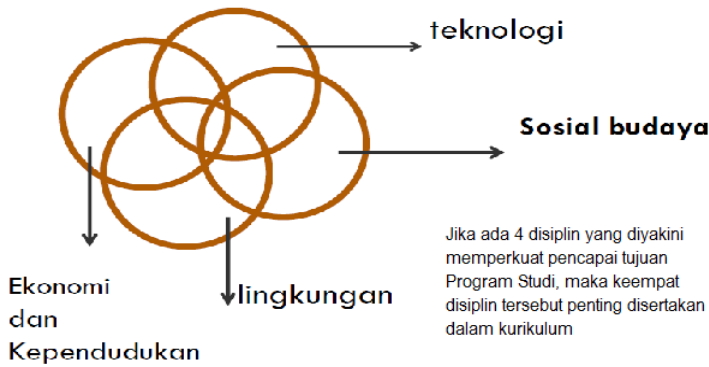 teknologi
Sosial budaya
Jika ada 4 disiplin yang diyakini
memperkuat pencapai tujuan
Program Studi, maka keempat
disiplin tersebut penting disertakan
dalam kurikulum
lingkungan
Ekonomi
dan
Kependudukan